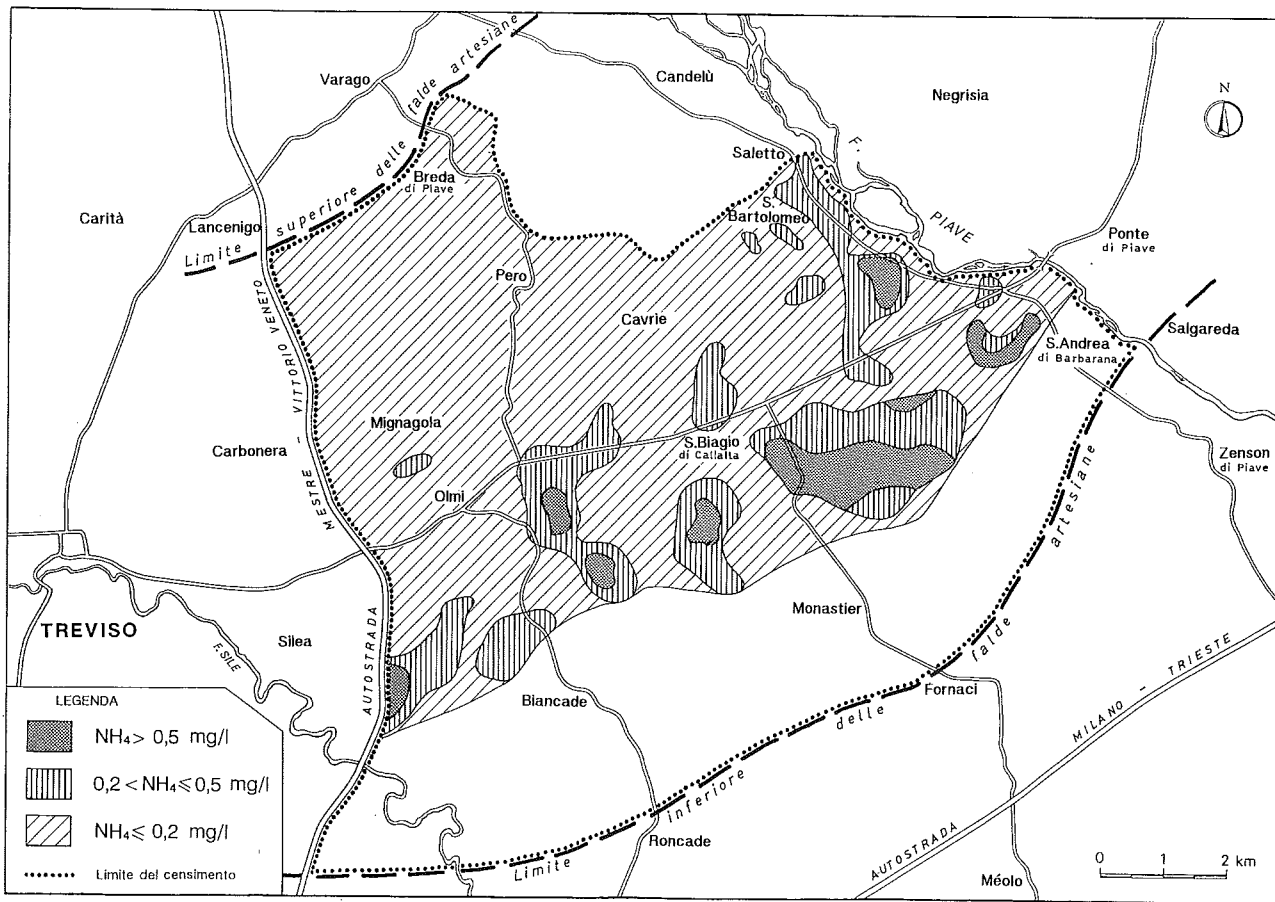 Varago
Candelù
Negrisia
N
Limite superiore delle falde artesiane
Saletto
F. PIAVE
Breda
di Piave
Carità
Lancenigo
S.
Bartolomeo
Ponte
di Piave
Pero
Salgareda
Cavrie
S.Andrea
di Barbarana
AUTOSTRADA MESTRE - VITTORIO VENETO
Mignagola
Carbonera
S.Biagio
di Callalta
Zenson
di Piave
Olmi
TREVISO
Silea
F. SILE
Monastier
Biancade
Fornaci
Limite inferiore delle falde artesiane
Roncade
AUTOSTRADA MILANO - TRIESTE
Méolo
0 1 2 km
LEGENDA
NH₄ > 0,5 mg/l
0,2 < NH₄ ⩽ 0,5 mg/l
NH₄ ⩽ 0,2 mg/l
Limite del censimento